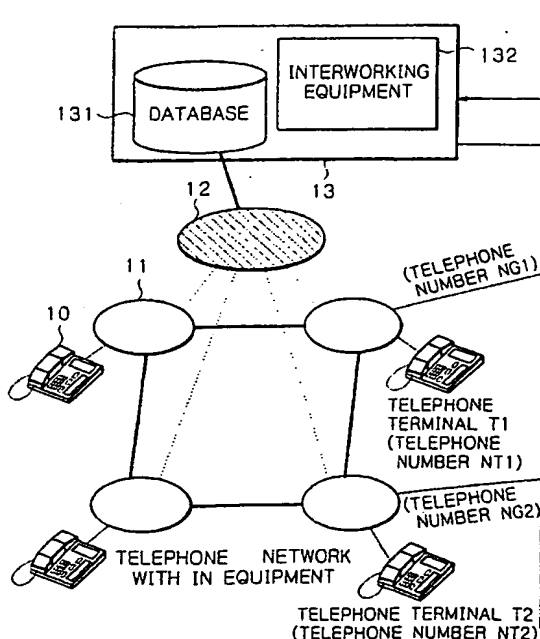 132
INTERWORKING
EQUIPMENT
131
DATABASE
13
12
11
(TELEPHONE
NUMBER NG1)
10
TELEPHONE
TERMINAL T1
(TELEPHONE
NUMBER NT1)
(TELEPHONE
NUMBER NG2)
TELEPHONE NETWORK
WITH IN EQUIPMENT
TELEPHONE TERMINAL T2
(TELEPHONE NUMBER NT2)